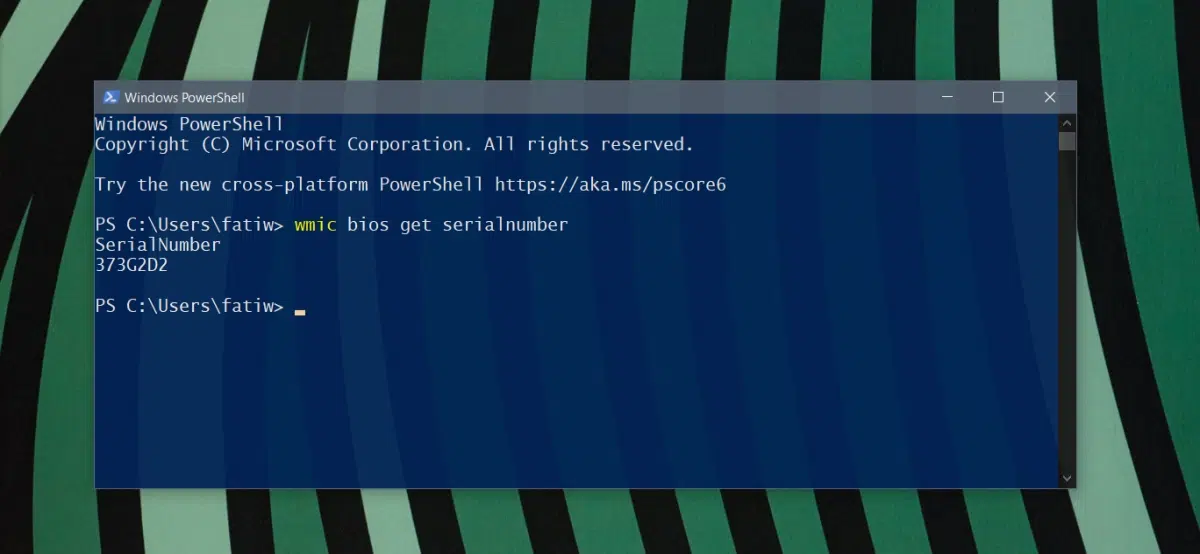 Windows PowerShell
Windows PowerShell
Copyright (C) Microsoft Corporation. All rights reserved.
Try the new cross-platform PowerShell https://aka.ms/pscore6
PS C:\Users\fatiw> wmic bios get serialnumber
SerialNumber
373G2D2
PS C:\Users\fatiw>